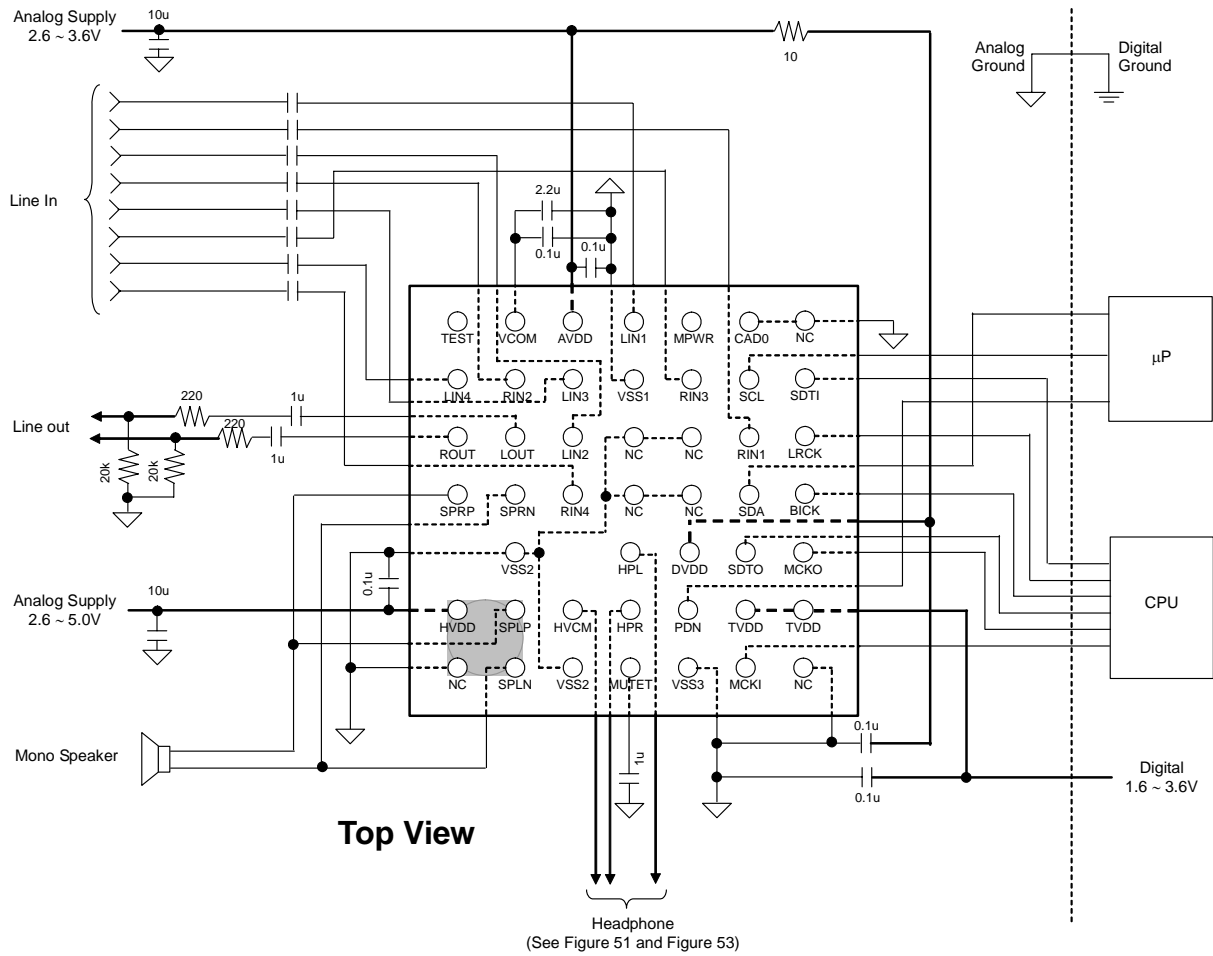 Analog Supply
2.6 ~ 3.6V
10u
10
Analog
Ground
Digital
Ground
Line In
2.2u
0.1u
0.1u
TEST
VCOM
AVDD
LIN1
MPWR
CAD0
NC
µP
LIN4
RIN2
LIN3
VSS1
RIN3
SCL
SDTI
Line out
220
1u
220
1u
20k
20k
ROUT
LOUT
LIN2
NC
NC
RIN1
LRCK
SPRP
SPRN
RIN4
NC
NC
SDA
BICK
VSS2
HPL
DVDD
SDTO
MCKO
0.1u
Analog Supply
2.6 ~ 5.0V
10u
HVDD
SPLP
HVCM
HPR
PDN
TVDD
TVDD
CPU
NC
SPLN
VSS2
MUTET
VSS3
MCKI
NC
Mono Speaker
1u
0.1u
0.1u
Digital
1.6 ~ 3.6V
Top View
Headphone
(See Figure 51 and Figure 53)